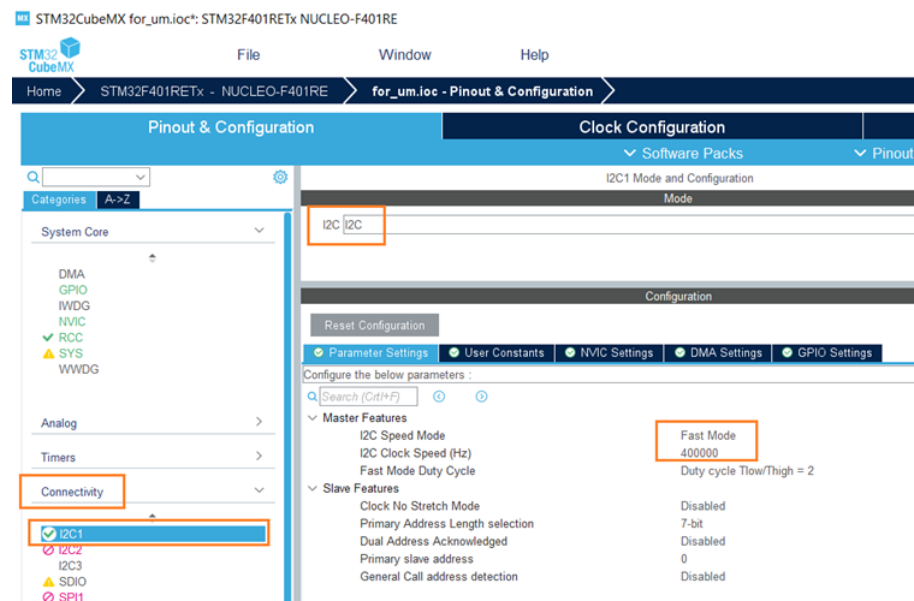 MX STM32CubeMX for_um.ioc*: STM32F401RETx NUCLEO-F401RE
STM32
CubeMX
File Window Help
Home STM32F401RETx - NUCLEO-F401RE for_um.ioc - Pinout & Configuration
Pinout & Configuration Clock Configuration
Software Packs Pinout
I2C1 Mode and Configuration
Categories A->Z
Mode
System Core
I2C I2C
DMA
GPIO
IWDG
NVIC
RCC
SYS
WWDG
Configuration
Reset Configuration
Parameter Settings User Constants NVIC Settings DMA Settings GPIO Settings
Configure the below parameters :
Search (Crtl+F)
Analog
Timers
Connectivity
I2C1
I2C2
I2C3
SDIO
SPI1
Master Features
I2C Speed Mode Fast Mode
I2C Clock Speed (Hz) 400000
Fast Mode Duty Cycle Duty cycle Tlow/Thigh = 2
Slave Features
Clock No Stretch Mode Disabled
Primary Address Length selection 7-bit
Dual Address Acknowledged Disabled
Primary slave address 0
General Call address detection Disabled